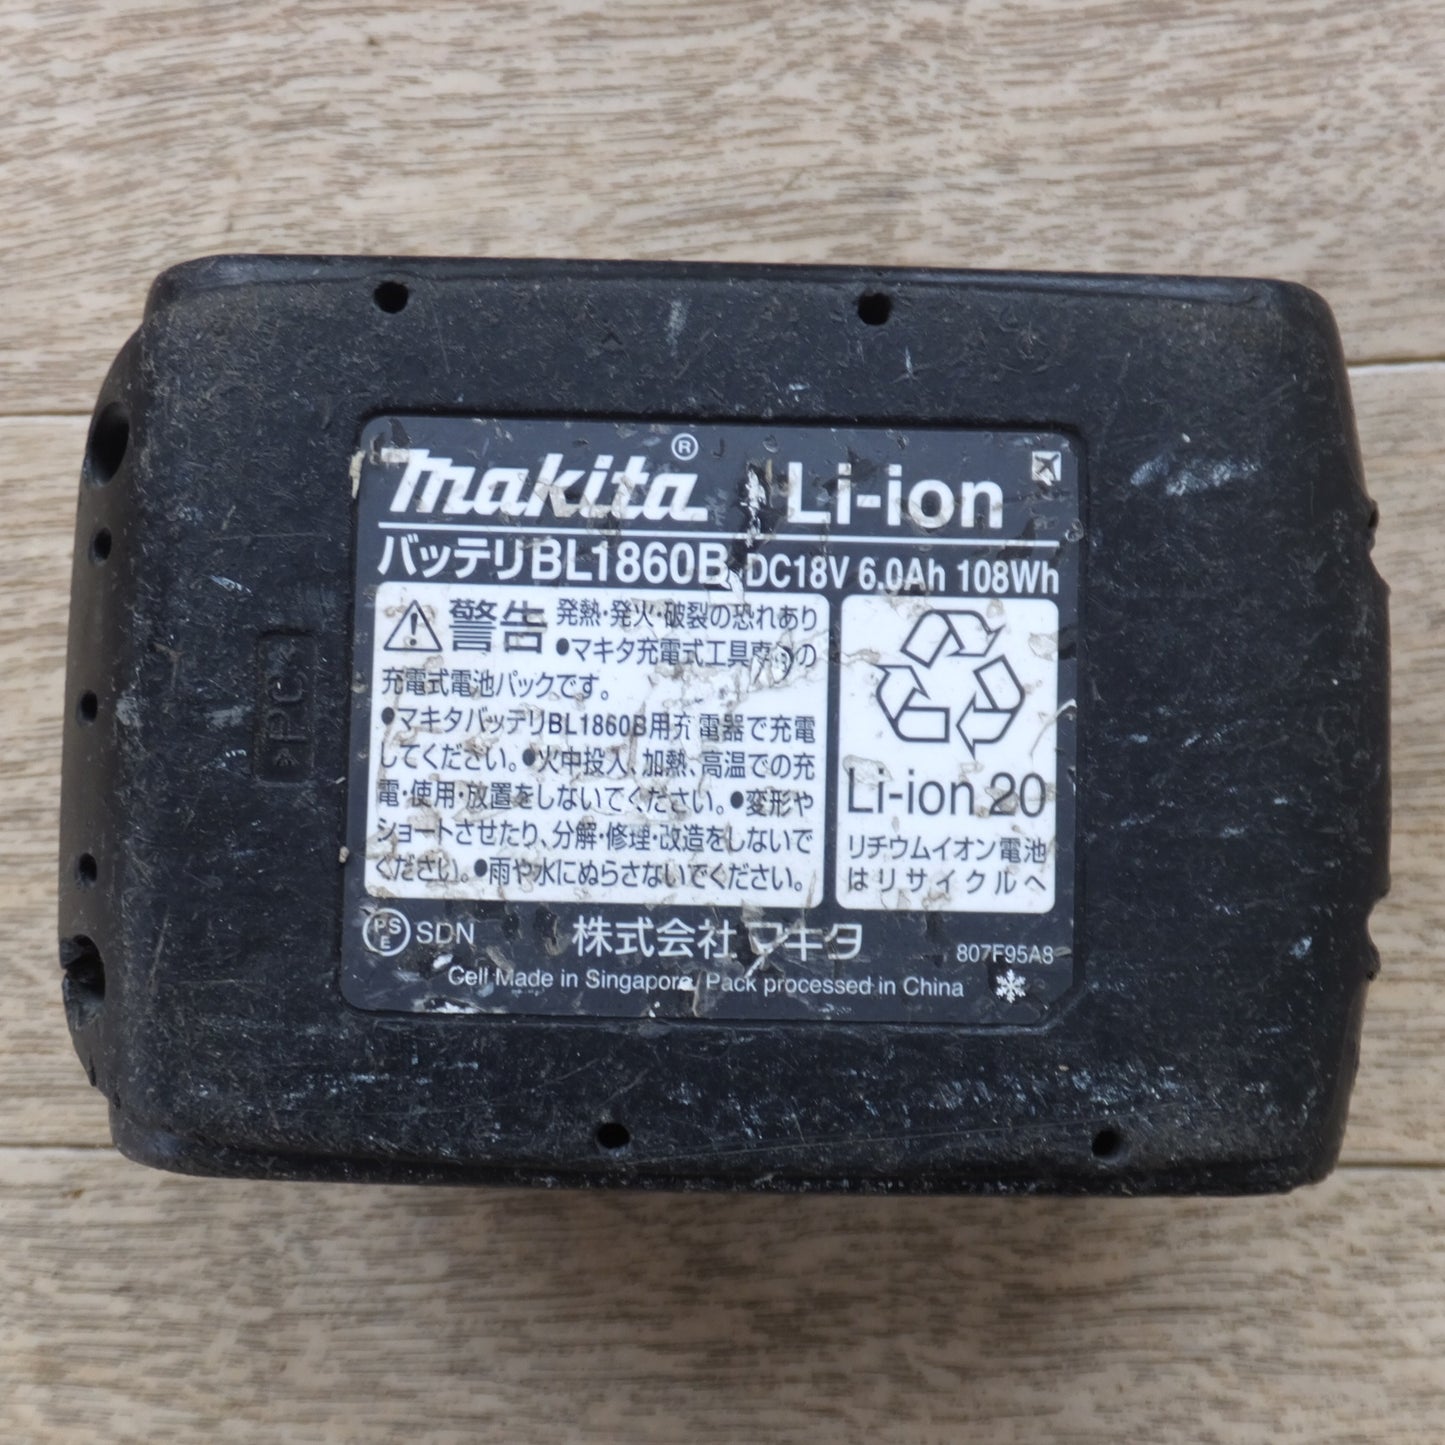 makita® Li-ion
バッテリBL1860B DC18V 6.0Ah 108Wh
警告 発熱・発火・破裂の恐れあり
●マキタ充電式工具専用の
充電式電池パックです。
●マキタバッテリBL1860B用充電器で充電
してください。●火中投入、加熱、高温での充
電・使用・放置をしないでください。●変形や
ショートさせたり、分解・修理・改造をしないで
ください。●雨や水にぬらさないでください。
Li-ion 20
リチウムイオン電池
はリサイクルへ
PSE SDN 株式会社 マキタ 807F95A8
Cell Made in Singapore/Pack processed in China
>PC<